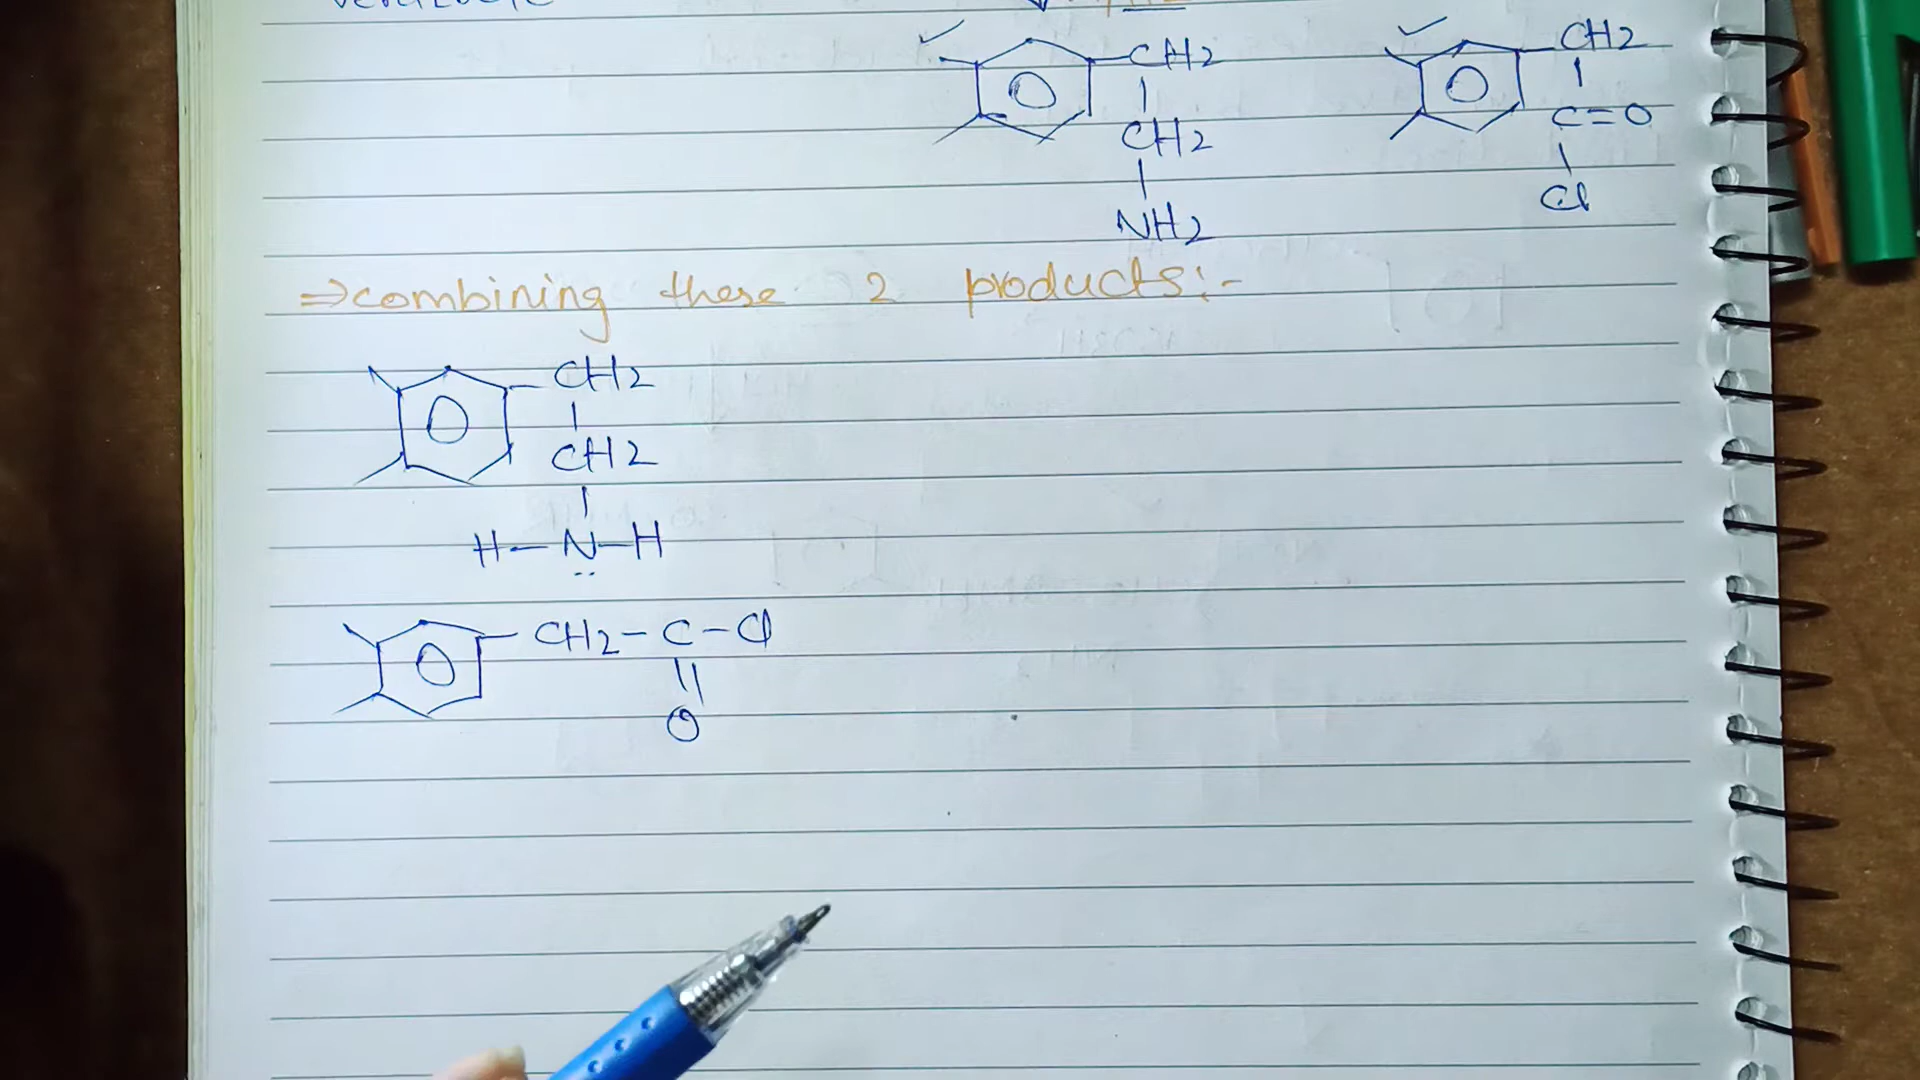 CH2 CH2
CH2 C=O
NH2 Cl
⇒combining these 2 products:-
CH2
CH2
H-N-H
CH2-C-Cl
O